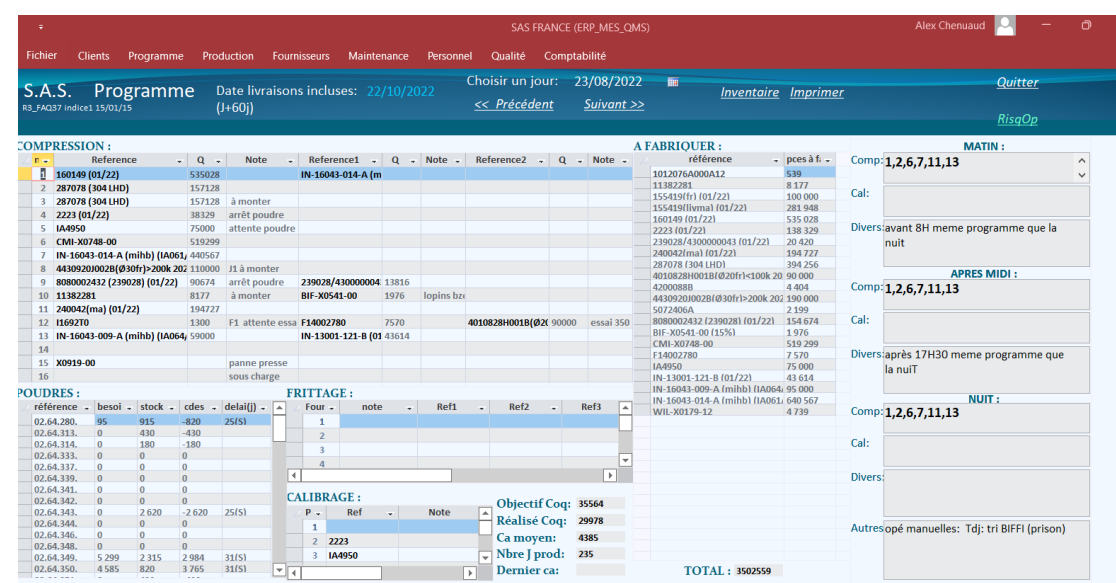 SAS FRANCE (ERP_MES_QMS)
Alex Chenuaud
Fichier Clients Programme Production Fournisseurs Maintenance Personnel Qualité Comptabilité
S.A.S. Programme
R3_FAQ37 indice1 15/01/15
Date livraisons incluses: 22/10/2022
(J+60j)
Choisir un jour: 23/08/2022
<< Précédent Suivant >>
Inventaire Imprimer
Quitter
RisqOp
COMPRESSION :
Reference Q Note Reference1 Q Note Reference2 Q Note
1 160149 (01/22) 535028 IN-16043-014-A (m
2 287078 (304 LHD) 157128
3 287078 (304 LHD) 157128 à monter
4 2223 (01/22) 38329 arrêt poudre
5 IA4950 75000 attente poudre
6 CMI-X0748-00 519299
7 IN-16043-014-A (mihb) (IA061, 440567
8 4430920J002B(Ø30fr)>200k 202 110000 J1 à monter
9 8080002432 (239028) (01/22) 90674 arrêt poudre 239028/430000004 13816
10 11382281 8177 à monter BIF-X0541-00 1976 lopins bz
11 240042(ma) (01/22) 194727
12 I1692T0 1300 F1 attente essa F14002780 7570 4010828H001B(Ø2 90000 essai 350
13 IN-16043-009-A (mihb) (IA064, 59000 IN-13001-121-B (01 43614
14
15 X0919-00 panne presse
16 sous charge
A FABRIQUER :
référence pces à fa
1012076A000A12 539
11382281 8 177
155419(fr) (01/22) 100 000
155419(livma) (01/22) 281 948
160149 (01/22) 535 028
2223 (01/22) 138 329
239028/4300000043 (01/22) 20 420
240042(ma) (01/22) 194 727
287078 (304 LHD) 394 256
4010828H001B(Ø20fr)<100k 20 90 000
4200088B 4 404
4430920J002B(Ø30fr)>200k 202 190 000
5072406A 2 199
8080002432 (239028) (01/22) 154 674
BIF-X0541-00 (15%) 1 976
CMI-X0748-00 519 299
F14002780 7 570
IA4950 75 000
IN-13001-121-B (01/22) 43 614
IN-16043-009-A (mihb) (IA064, 95 000
IN-16043-014-A (mihb) (IA061, 640 567
WIL-X0179-12 4 739
TOTAL : 3502559
MATIN :
Comp: 1,2,6,7,11,13
Cal:
Divers: avant 8H meme programme que la
nuit
APRES MIDI :
Comp: 1,2,6,7,11,13
Cal:
Divers: après 17H30 meme programme que
la nuiT
NUIT :
Comp: 1,2,6,7,11,13
Cal:
Divers:
Autres opé manuelles: Tdj: tri BIFFI (prison)
POUDRES :
référence besoi stock cdes delai(j)
02.64.280. 95 915 -820 25(S)
02.64.313. 0 430 -430
02.64.314. 0 180 -180
02.64.333. 0 0 0
02.64.337. 0 0 0
02.64.339. 0 0 0
02.64.341. 0 0 0
02.64.342. 0 0 0
02.64.343. 0 2 620 -2 620 25(S)
02.64.344. 0 0 0
02.64.346. 0 0 0
02.64.348. 0 0 0
02.64.349. 5 299 2 315 2 984 31(S)
02.64.350. 4 585 820 3 765 31(S)
FRITTAGE :
Four note Ref1 Ref2 Ref3
1
2
3
4
CALIBRAGE :
P Ref Note
1
2 2223
3 IA4950
Objectif Coq: 35564
Réalisé Coq: 29978
Ca moyen: 4385
Nbre J prod: 235
Dernier ca: